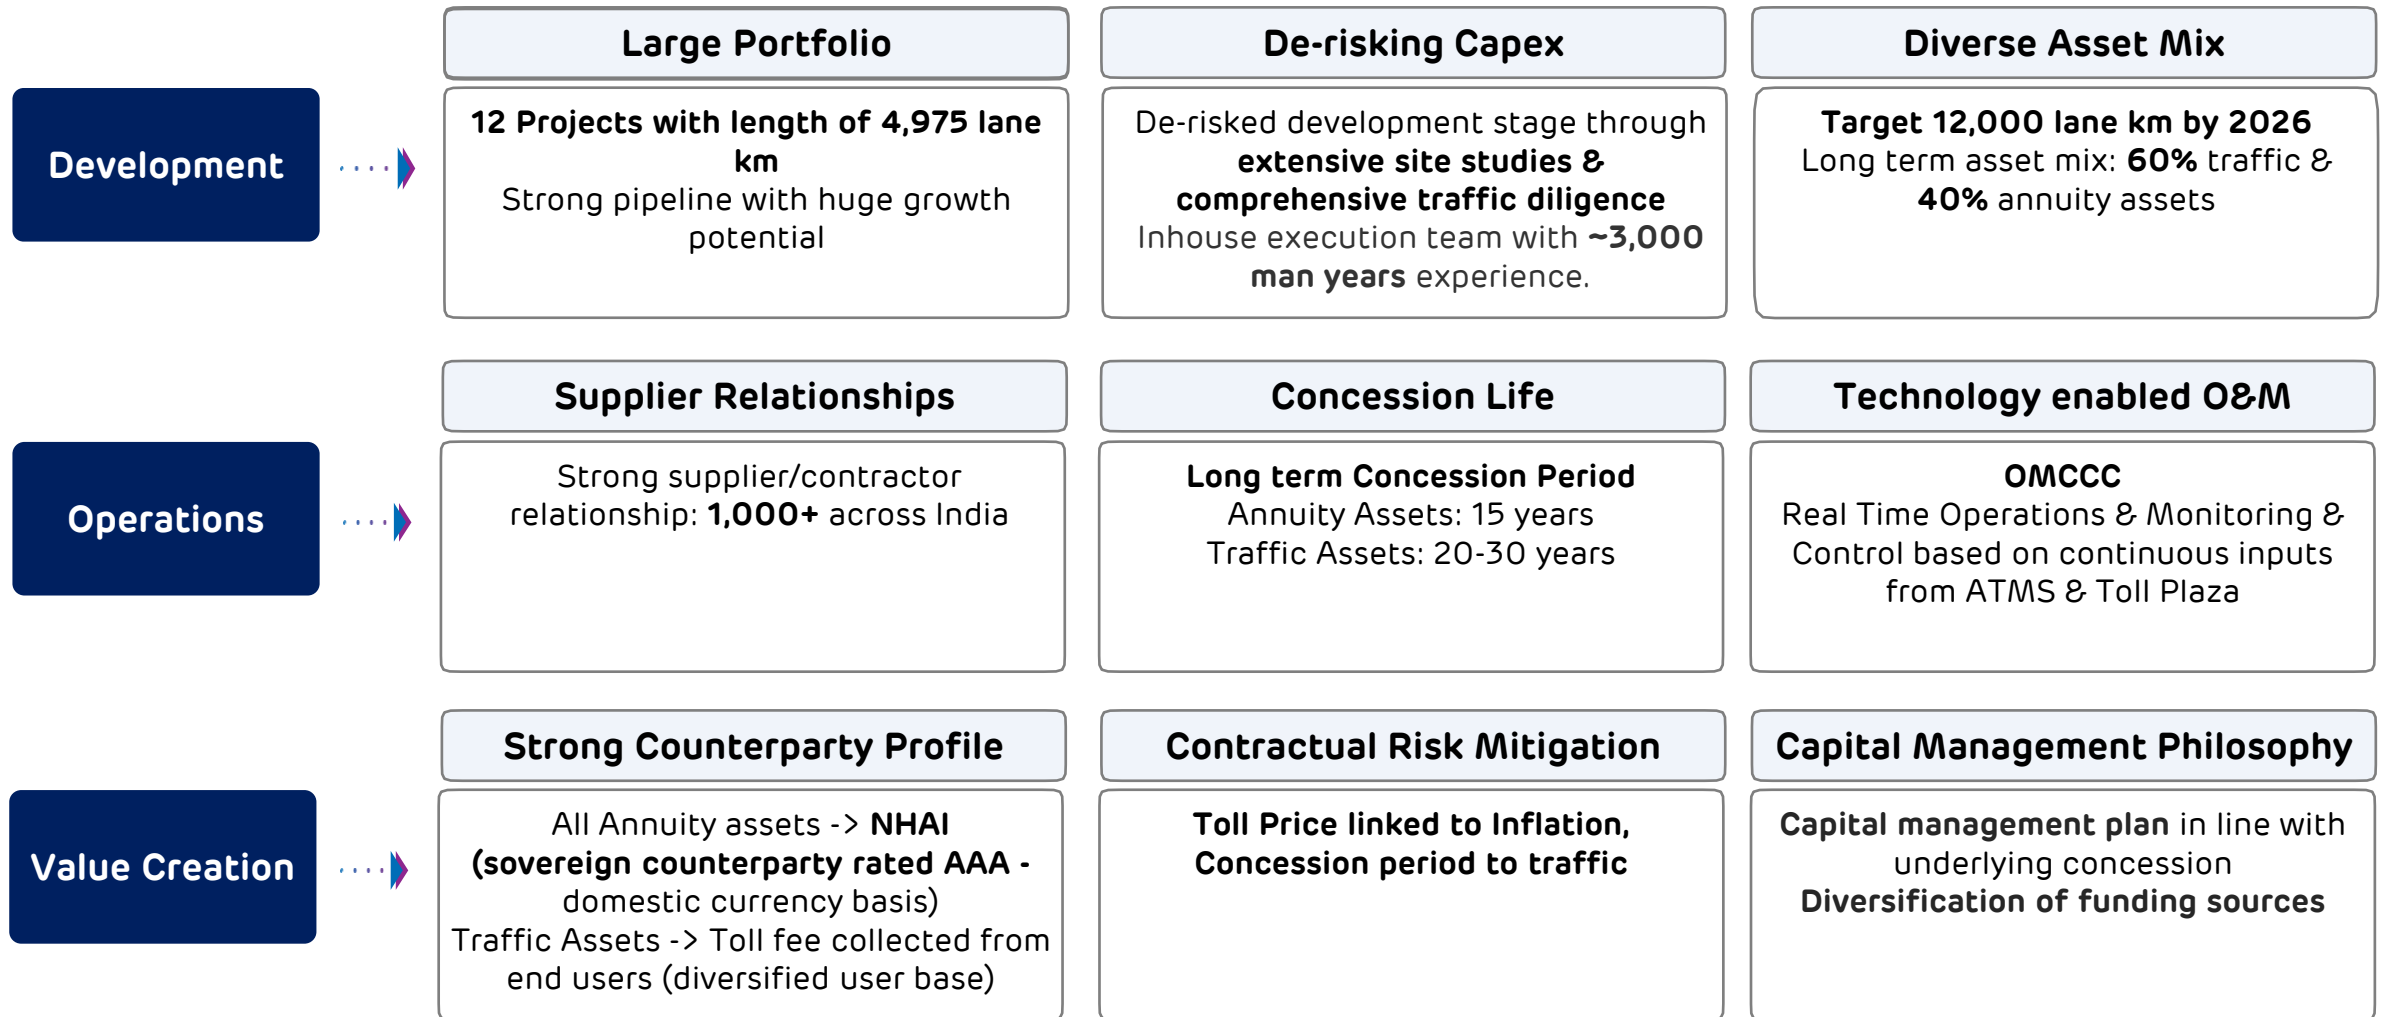 Large Portfolio
De-risking Capex
Diverse Asset Mix
Development
12 Projects with length of 4,975 lane
km
Strong pipeline with huge growth
potential
De-risked development stage through
extensive site studies &
comprehensive traffic diligence
Inhouse execution team with ~3,000
man years experience.
Target 12,000 lane km by 2026
Long term asset mix: 60% traffic &
40% annuity assets
Supplier Relationships
Concession Life
Technology enabled O&M
Operations
Strong supplier/contractor
relationship: 1,000+ across India
Long term Concession Period
Annuity Assets: 15 years
Traffic Assets: 20-30 years
OMCCC
Real Time Operations & Monitoring &
Control based on continuous inputs
from ATMS & Toll Plaza
Strong Counterparty Profile
Contractual Risk Mitigation
Capital Management Philosophy
Value Creation
All Annuity assets -> NHAI
(sovereign counterparty rated AAA -
domestic currency basis)
Traffic Assets -> Toll fee collected from
end users (diversified user base)
Toll Price linked to Inflation,
Concession period to traffic
Capital management plan in line with
underlying concession
Diversification of funding sources